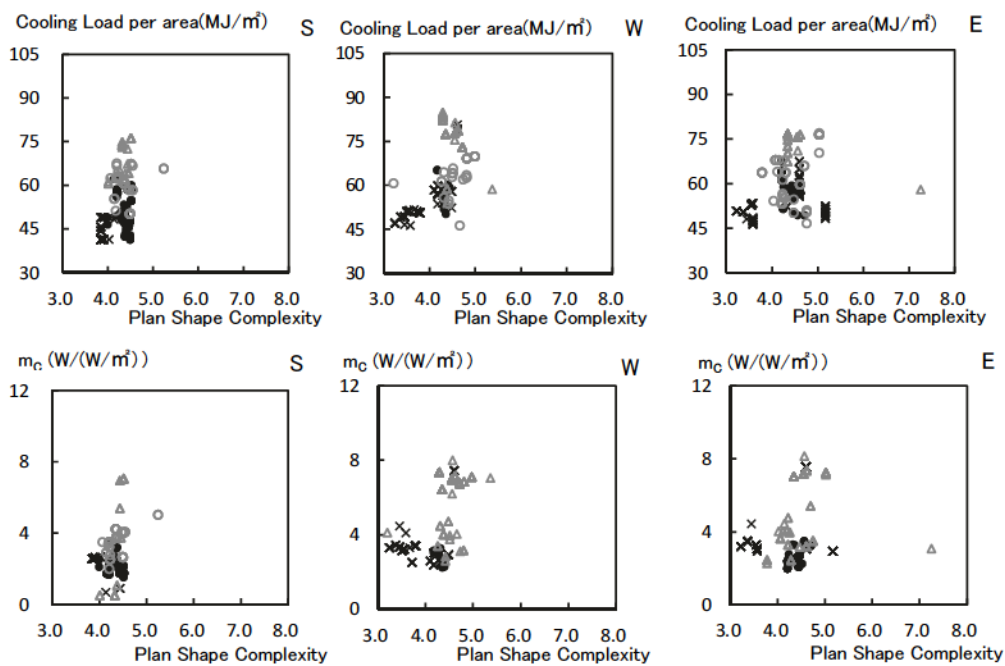 Cooling Load per area(MJ/㎡) S
105
90
75
60
45
30
3.0 4.0 5.0 6.0 7.0 8.0
Plan Shape Complexity
Cooling Load per area(MJ/㎡) W
105
90
75
60
45
30
3.0 4.0 5.0 6.0 7.0 8.0
Plan Shape Complexity
Cooling Load per area(MJ/㎡) E
105
90
75
60
45
30
3.0 4.0 5.0 6.0 7.0 8.0
Plan Shape Complexity
mc (W/(W/㎡)) S
12
8
4
0
3.0 4.0 5.0 6.0 7.0 8.0
Plan Shape Complexity
mc (W/(W/㎡)) W
12
8
4
0
3.0 4.0 5.0 6.0 7.0 8.0
Plan Shape Complexity
mc (W/(W/㎡)) E
12
8
4
0
3.0 4.0 5.0 6.0 7.0 8.0
Plan Shape Complexity